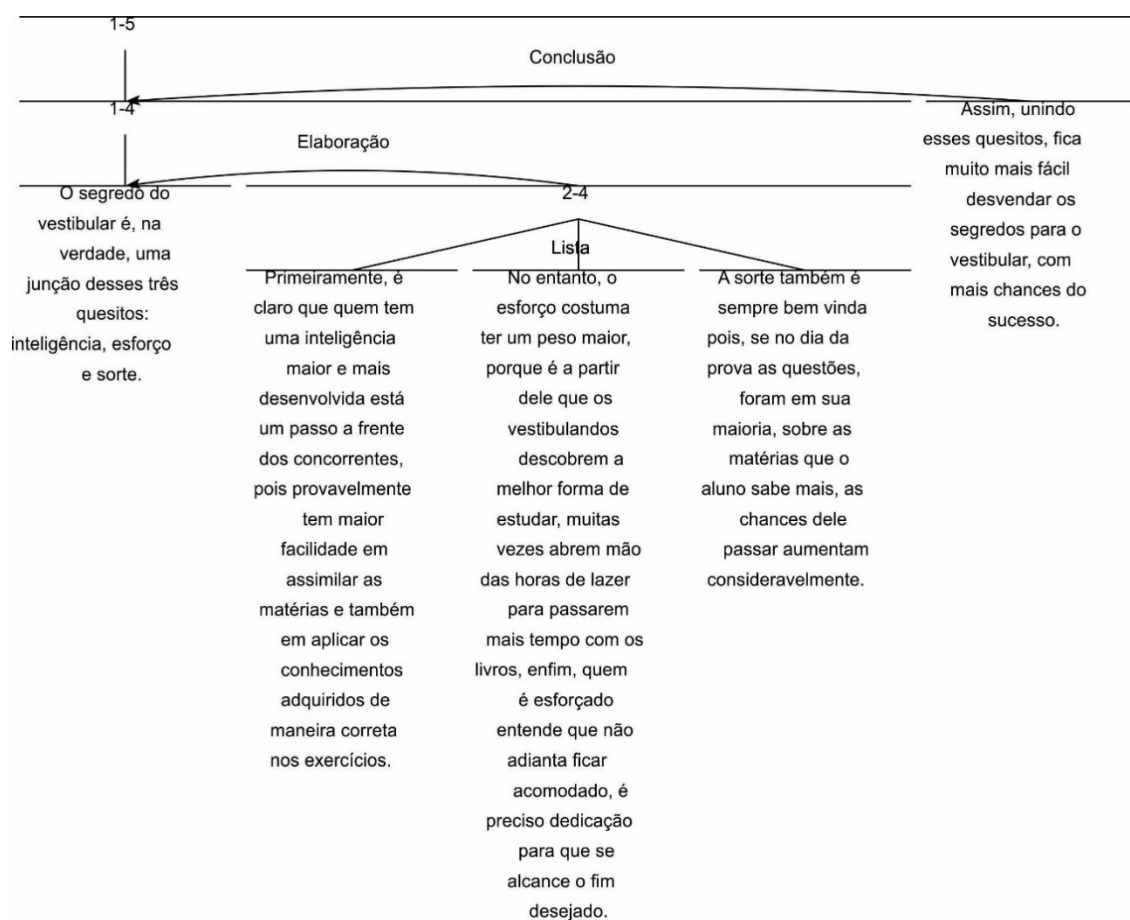 1-5
Conclusão
1-4
Elaboração
O segredo do
vestibular é, na
verdade, uma
junção desses três
quesitos:
inteligência, esforço
e sorte.
2-4
Lista
Primeiramente, é
claro que quem tem
uma inteligência
maior e mais
desenvolvida está
um passo a frente
dos concorrentes,
pois provavelmente
tem maior
facilidade em
assimilar as
matérias e também
em aplicar os
conhecimentos
adquiridos de
maneira correta
nos exercícios.
No entanto, o
esforço costuma
ter um peso maior,
porque é a partir
dele que os
vestibulandos
descobrem a
melhor forma de
estudar, muitas
vezes abrem mão
das horas de lazer
para passarem
mais tempo com os
livros, enfim, quem
é esforçado
entende que não
adianta ficar
acomodado, é
preciso dedicação
para que se
alcance o fim
desejado.
A sorte também é
sempre bem vinda
pois, se no dia da
prova as questões,
foram em sua
maioria, sobre as
matérias que o
aluno sabe mais, as
chances dele
passar aumentam
consideravelmente.
Assim, unindo
esses quesitos, fica
muito mais fácil
desvendar os
segredos para o
vestibular, com
mais chances do
sucesso.